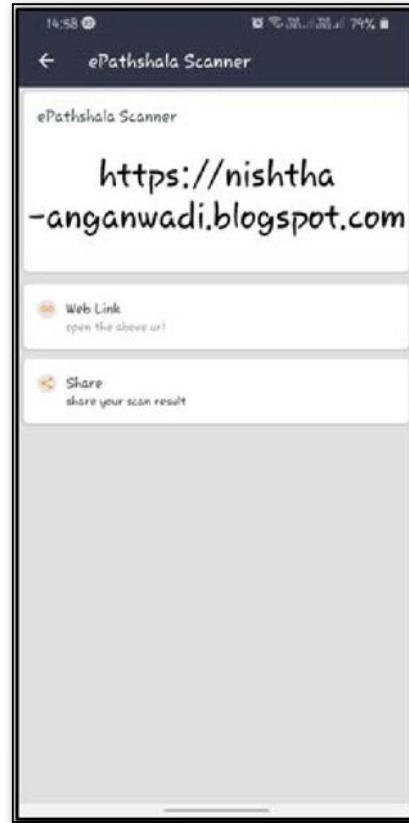 14:58
79%
ePathshala Scanner
ePathshala Scanner
https://nishtha
-anganwadi.blogspot.com
Web Link
open the above url
Share
share your scan result